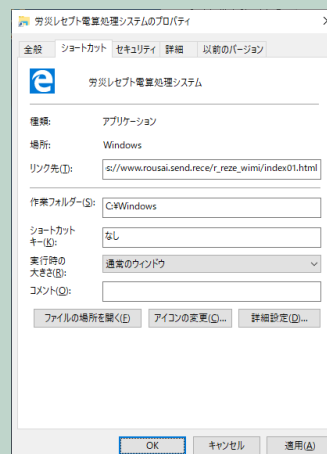 労災レセプト電算処理システムのプロパティ
全般 ショートカット セキュリティ 詳細 以前のバージョン
労災レセプト電算処理システム
種類: アプリケーション
場所: Windows
リンク先(T): s://www.rousai.send.rece/r_reze_wimi/index01.html
作業フォルダー(S): C:¥Windows
ショートカット
キー(K): なし
実行時の
大きさ(R): 通常のウィンドウ
コメント(O):
ファイルの場所を開く(F) アイコンの変更(C)... 詳細設定(D)...
OK キャンセル 適用(A)